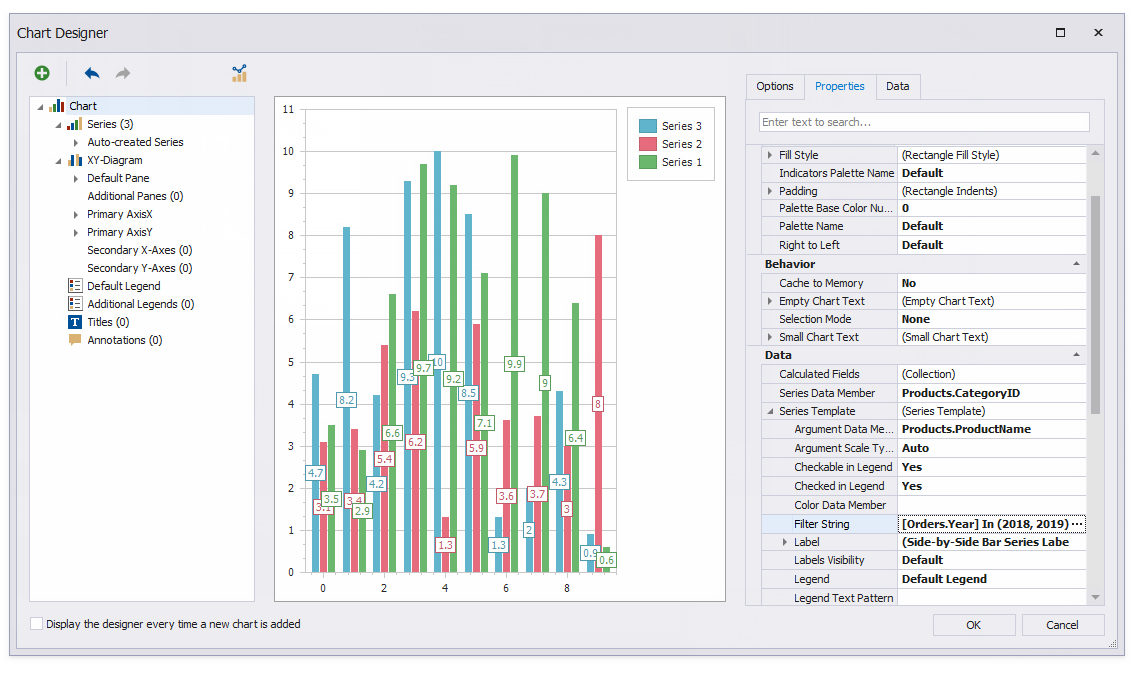 Chart Designer
Chart
Series (3)
Auto-created Series
XY-Diagram
Default Pane
Additional Panes (0)
Primary AxisX
Primary AxisY
Secondary X-Axes (0)
Secondary Y-Axes (0)
Default Legend
Additional Legends (0)
T Titles (0)
Annotations (0)
11
10
9
8
7
6
5
4
3
2
1
0
0 2 4 6 8
4.7
3.1
3.5
8.2
3.4
2.9
4.2
5.4
6.6
9.3
6.2
9.7
10
1.3
9.2
8.5
5.9
7.1
1.3
3.6
9.9
2
3.7
9
4.3
3
6.4
0.9
8
0.6
Series 3
Series 2
Series 1
Options Properties Data
Enter text to search...
Fill Style (Rectangle Fill Style)
Indicators Palette Name Default
Padding (Rectangle Indents)
Palette Base Color Nu... 0
Palette Name Default
Right to Left Default
Behavior
Cache to Memory No
Empty Chart Text (Empty Chart Text)
Selection Mode None
Small Chart Text (Small Chart Text)
Data
Calculated Fields (Collection)
Series Data Member Products.CategoryID
Series Template (Series Template)
Argument Data Me... Products.ProductName
Argument Scale Ty... Auto
Checkable in Legend Yes
Checked in Legend Yes
Color Data Member
Filter String [Orders.Year] In (2018, 2019) ...
Label (Side-by-Side Bar Series Labe
Labels Visibility Default
Legend Default Legend
Legend Text Pattern
Display the designer every time a new chart is added
OK Cancel